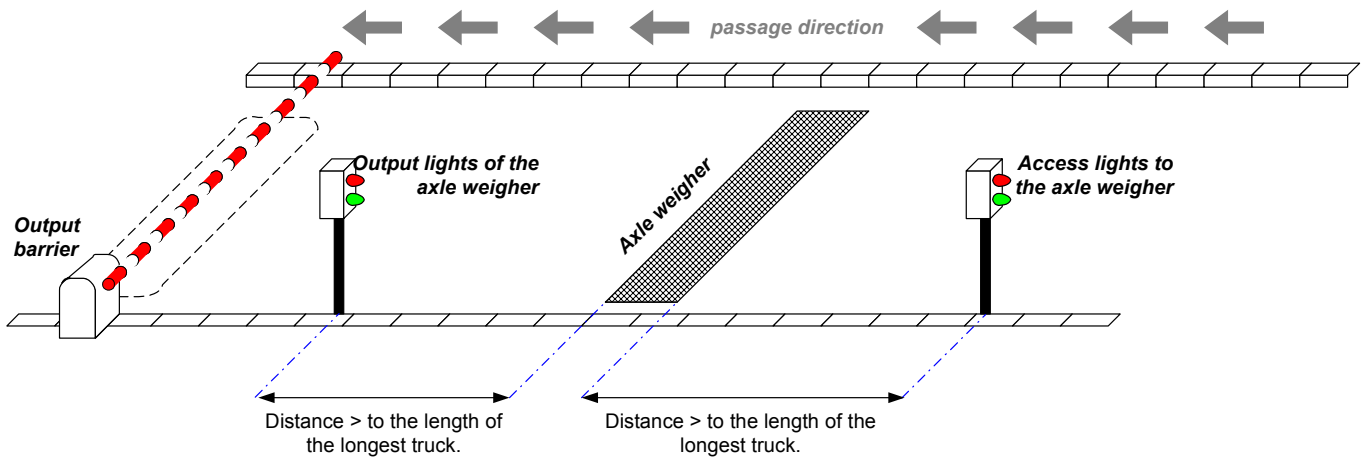 passage direction
Output lights of the
axle weigher
Access lights to
the axle weigher
Axle weigher
Output
barrier
Distance > to the length of
the longest truck.
Distance > to the length of the
longest truck.